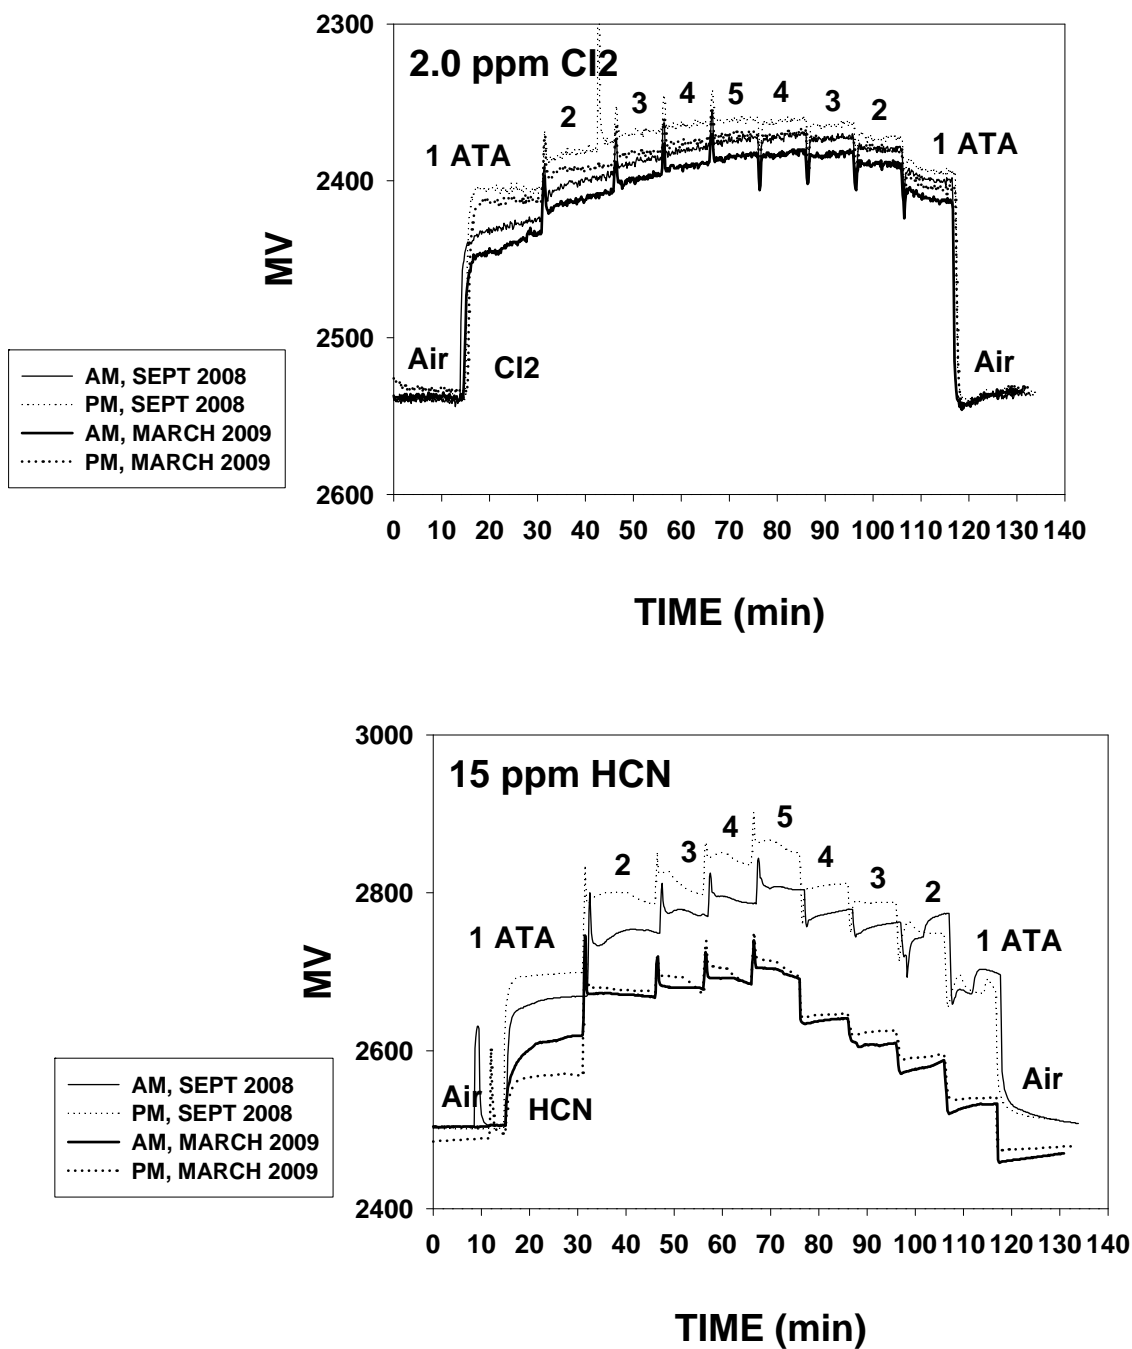 2300
2.0 ppm Cl2
2 3 4 5 4 3 2
1 ATA 1 ATA
2400
MV
2500
Air Cl2 Air
2600
0 10 20 30 40 50 60 70 80 90 100 110 120 130 140
TIME (min)
AM, SEPT 2008
PM, SEPT 2008
AM, MARCH 2009
PM, MARCH 2009
3000
15 ppm HCN
2 3 4 5 4 3 2
2800
1 ATA 1 ATA
MV
2600
Air HCN Air
2400
0 10 20 30 40 50 60 70 80 90 100 110 120 130 140
TIME (min)
AM, SEPT 2008
PM, SEPT 2008
AM, MARCH 2009
PM, MARCH 2009